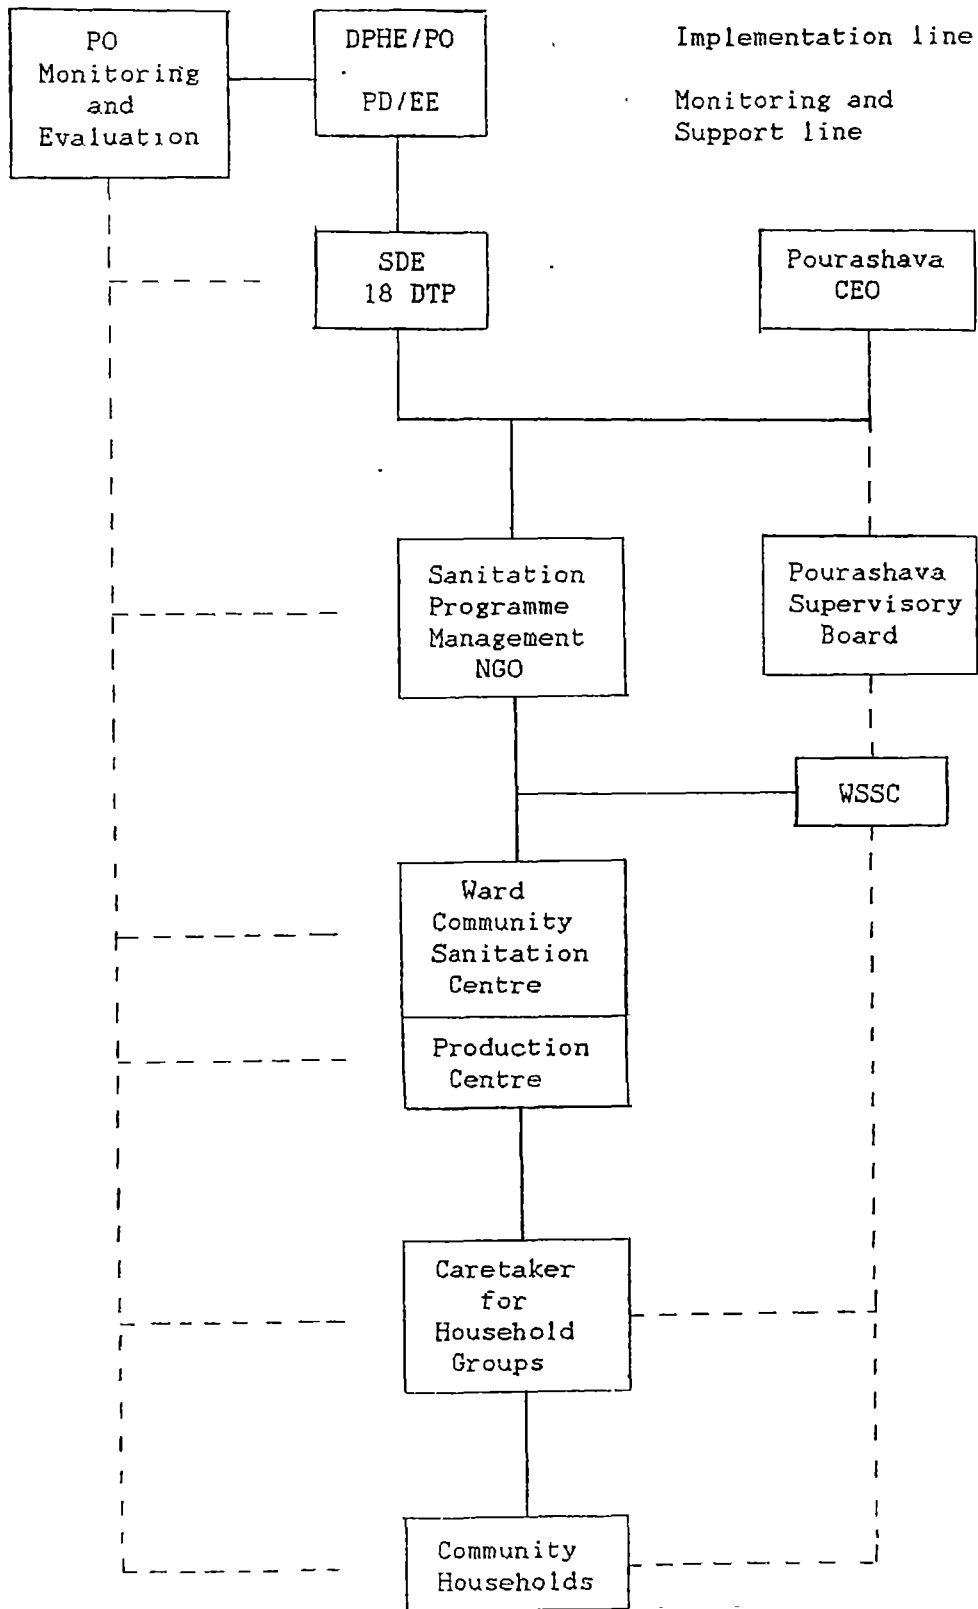 PO
Monitoring
and
Evaluation
DPHE/PO
PD/EE
Implementation line
Monitoring and
Support line
SDE
18 DTP
Pourashava
CEO
Sanitation
Programme
Management
NGO
Pourashava
Supervisory
Board
WSSC
Ward
Community
Sanitation
Centre
Production
Centre
Caretaker
for
Household
Groups
Community
Households